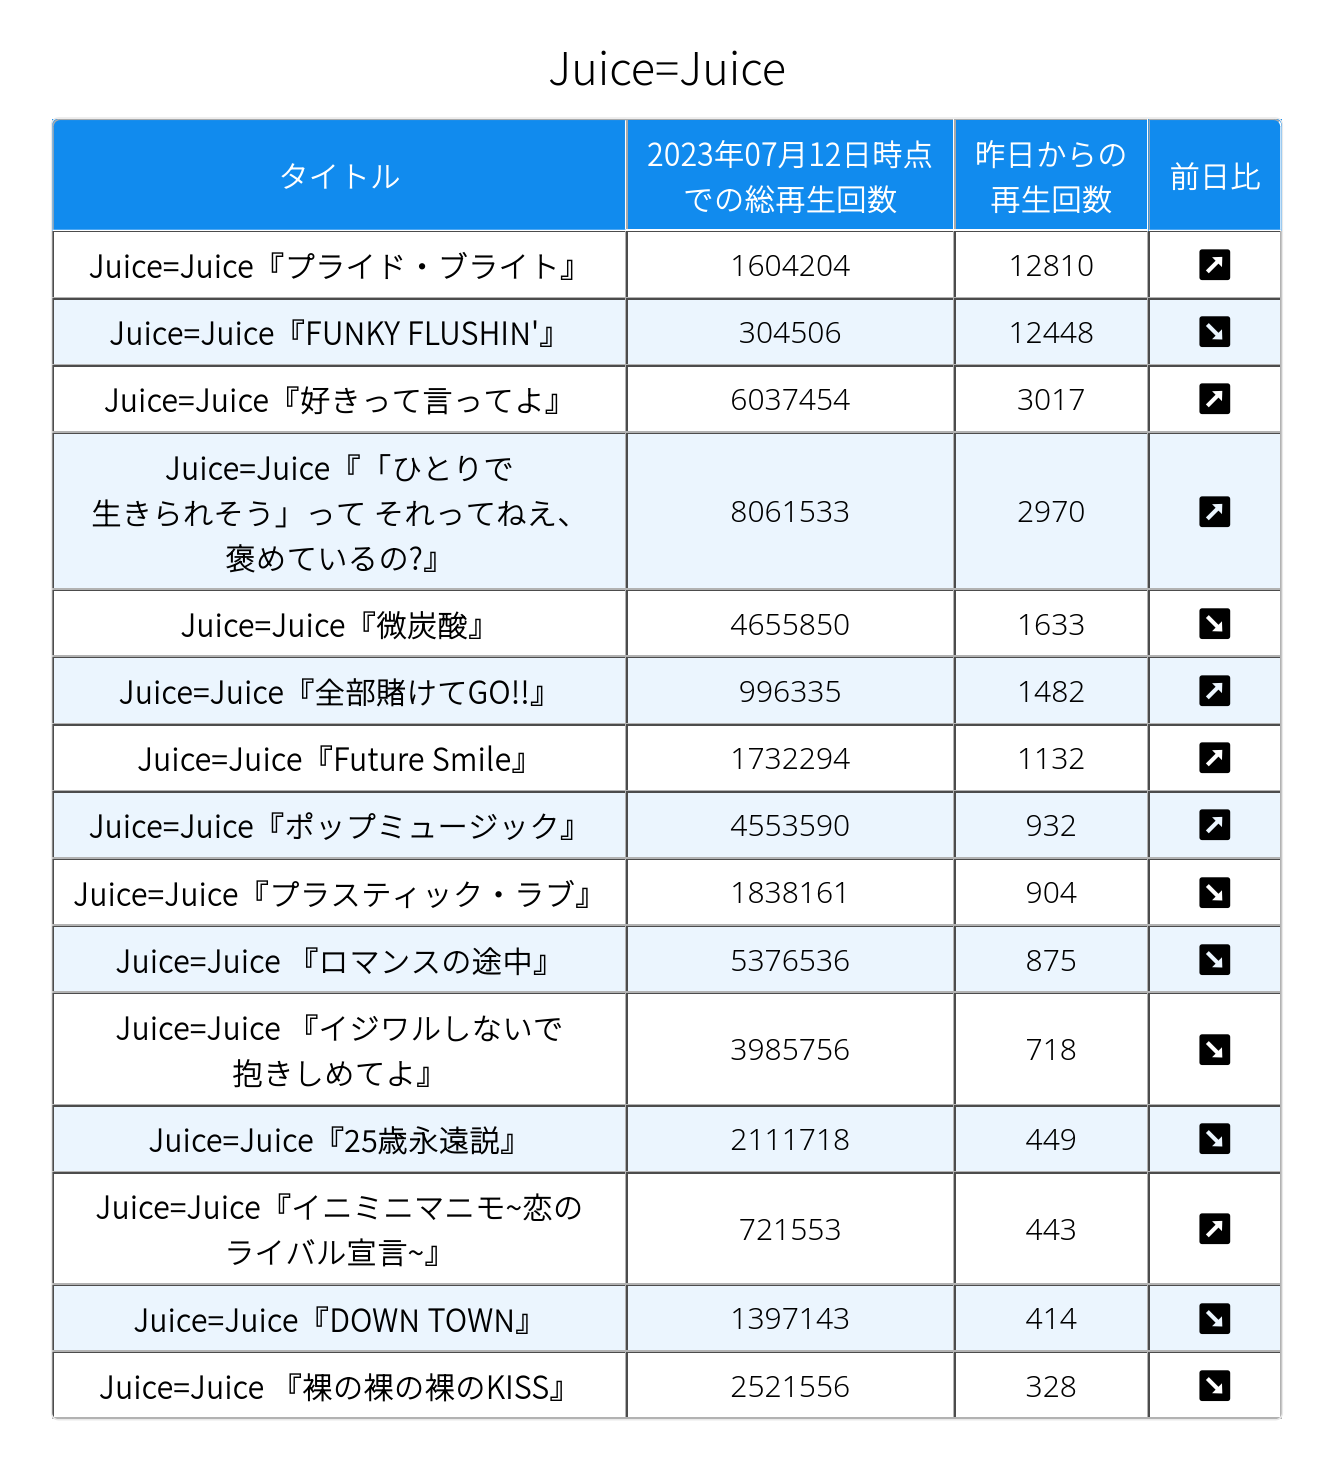 Juice=Juice
タイトル
2023年07月12日時点
での総再生回数
昨日からの
再生回数
前日比
Juice=Juice『プライド・ブライト』
1604204
12810
↗
Juice=Juice『FUNKY FLUSHIN'』
304506
12448
↘
Juice=Juice『好きって言ってよ』
6037454
3017
↗
Juice=Juice『「ひとりで
生きられそう」って それってねえ、
褒めているの?』
8061533
2970
↗
Juice=Juice『微炭酸』
4655850
1633
↘
Juice=Juice『全部賭けてGO!!』
996335
1482
↗
Juice=Juice『Future Smile』
1732294
1132
↗
Juice=Juice『ポップミュージック』
4553590
932
↗
Juice=Juice『プラスティック・ラブ』
1838161
904
↘
Juice=Juice 『ロマンスの途中』
5376536
875
↘
Juice=Juice 『イジワルしないで
抱きしめてよ』
3985756
718
↘
Juice=Juice『25歳永遠説』
2111718
449
↘
Juice=Juice『イニミニマニモ~恋の
ライバル宣言~』
721553
443
↗
Juice=Juice『DOWN TOWN』
1397143
414
↘
Juice=Juice 『裸の裸の裸のKISS』
2521556
328
↘